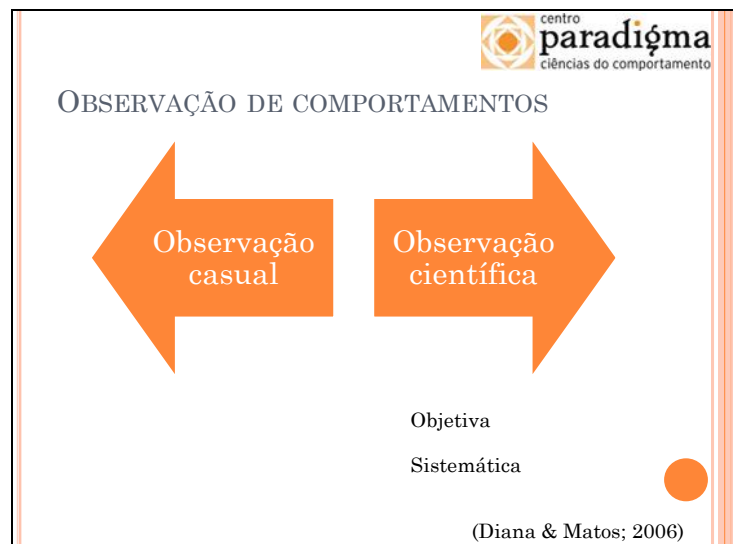 centro
paradigma
ciências do comportamento
OBSERVAÇÃO DE COMPORTAMENTOS
Observação
casual
Observação
científica
Objetiva
Sistemática
(Diana & Matos; 2006)